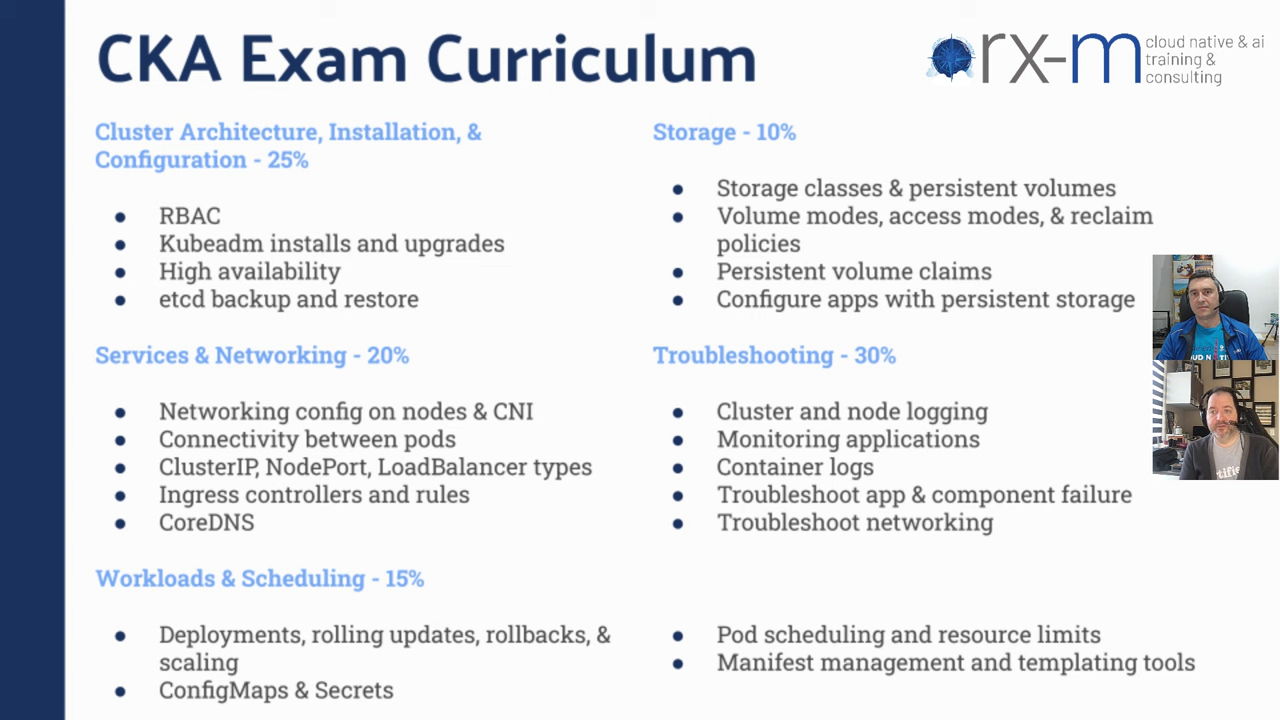 CKA Exam Curriculum
rx-m
cloud native & ai
training &
consulting
Cluster Architecture, Installation, &
Configuration - 25%
● RBAC
● Kubeadm installs and upgrades
● High availability
● etcd backup and restore
Services & Networking - 20%
● Networking config on nodes & CNI
● Connectivity between pods
● ClusterIP, NodePort, LoadBalancer types
● Ingress controllers and rules
● CoreDNS
Workloads & Scheduling - 15%
● Deployments, rolling updates, rollbacks, &
scaling
● ConfigMaps & Secrets
Storage - 10%
● Storage classes & persistent volumes
● Volume modes, access modes, & reclaim
policies
● Persistent volume claims
● Configure apps with persistent storage
Troubleshooting - 30%
● Cluster and node logging
● Monitoring applications
● Container logs
● Troubleshoot app & component failure
● Troubleshoot networking
● Pod scheduling and resource limits
● Manifest management and templating tools